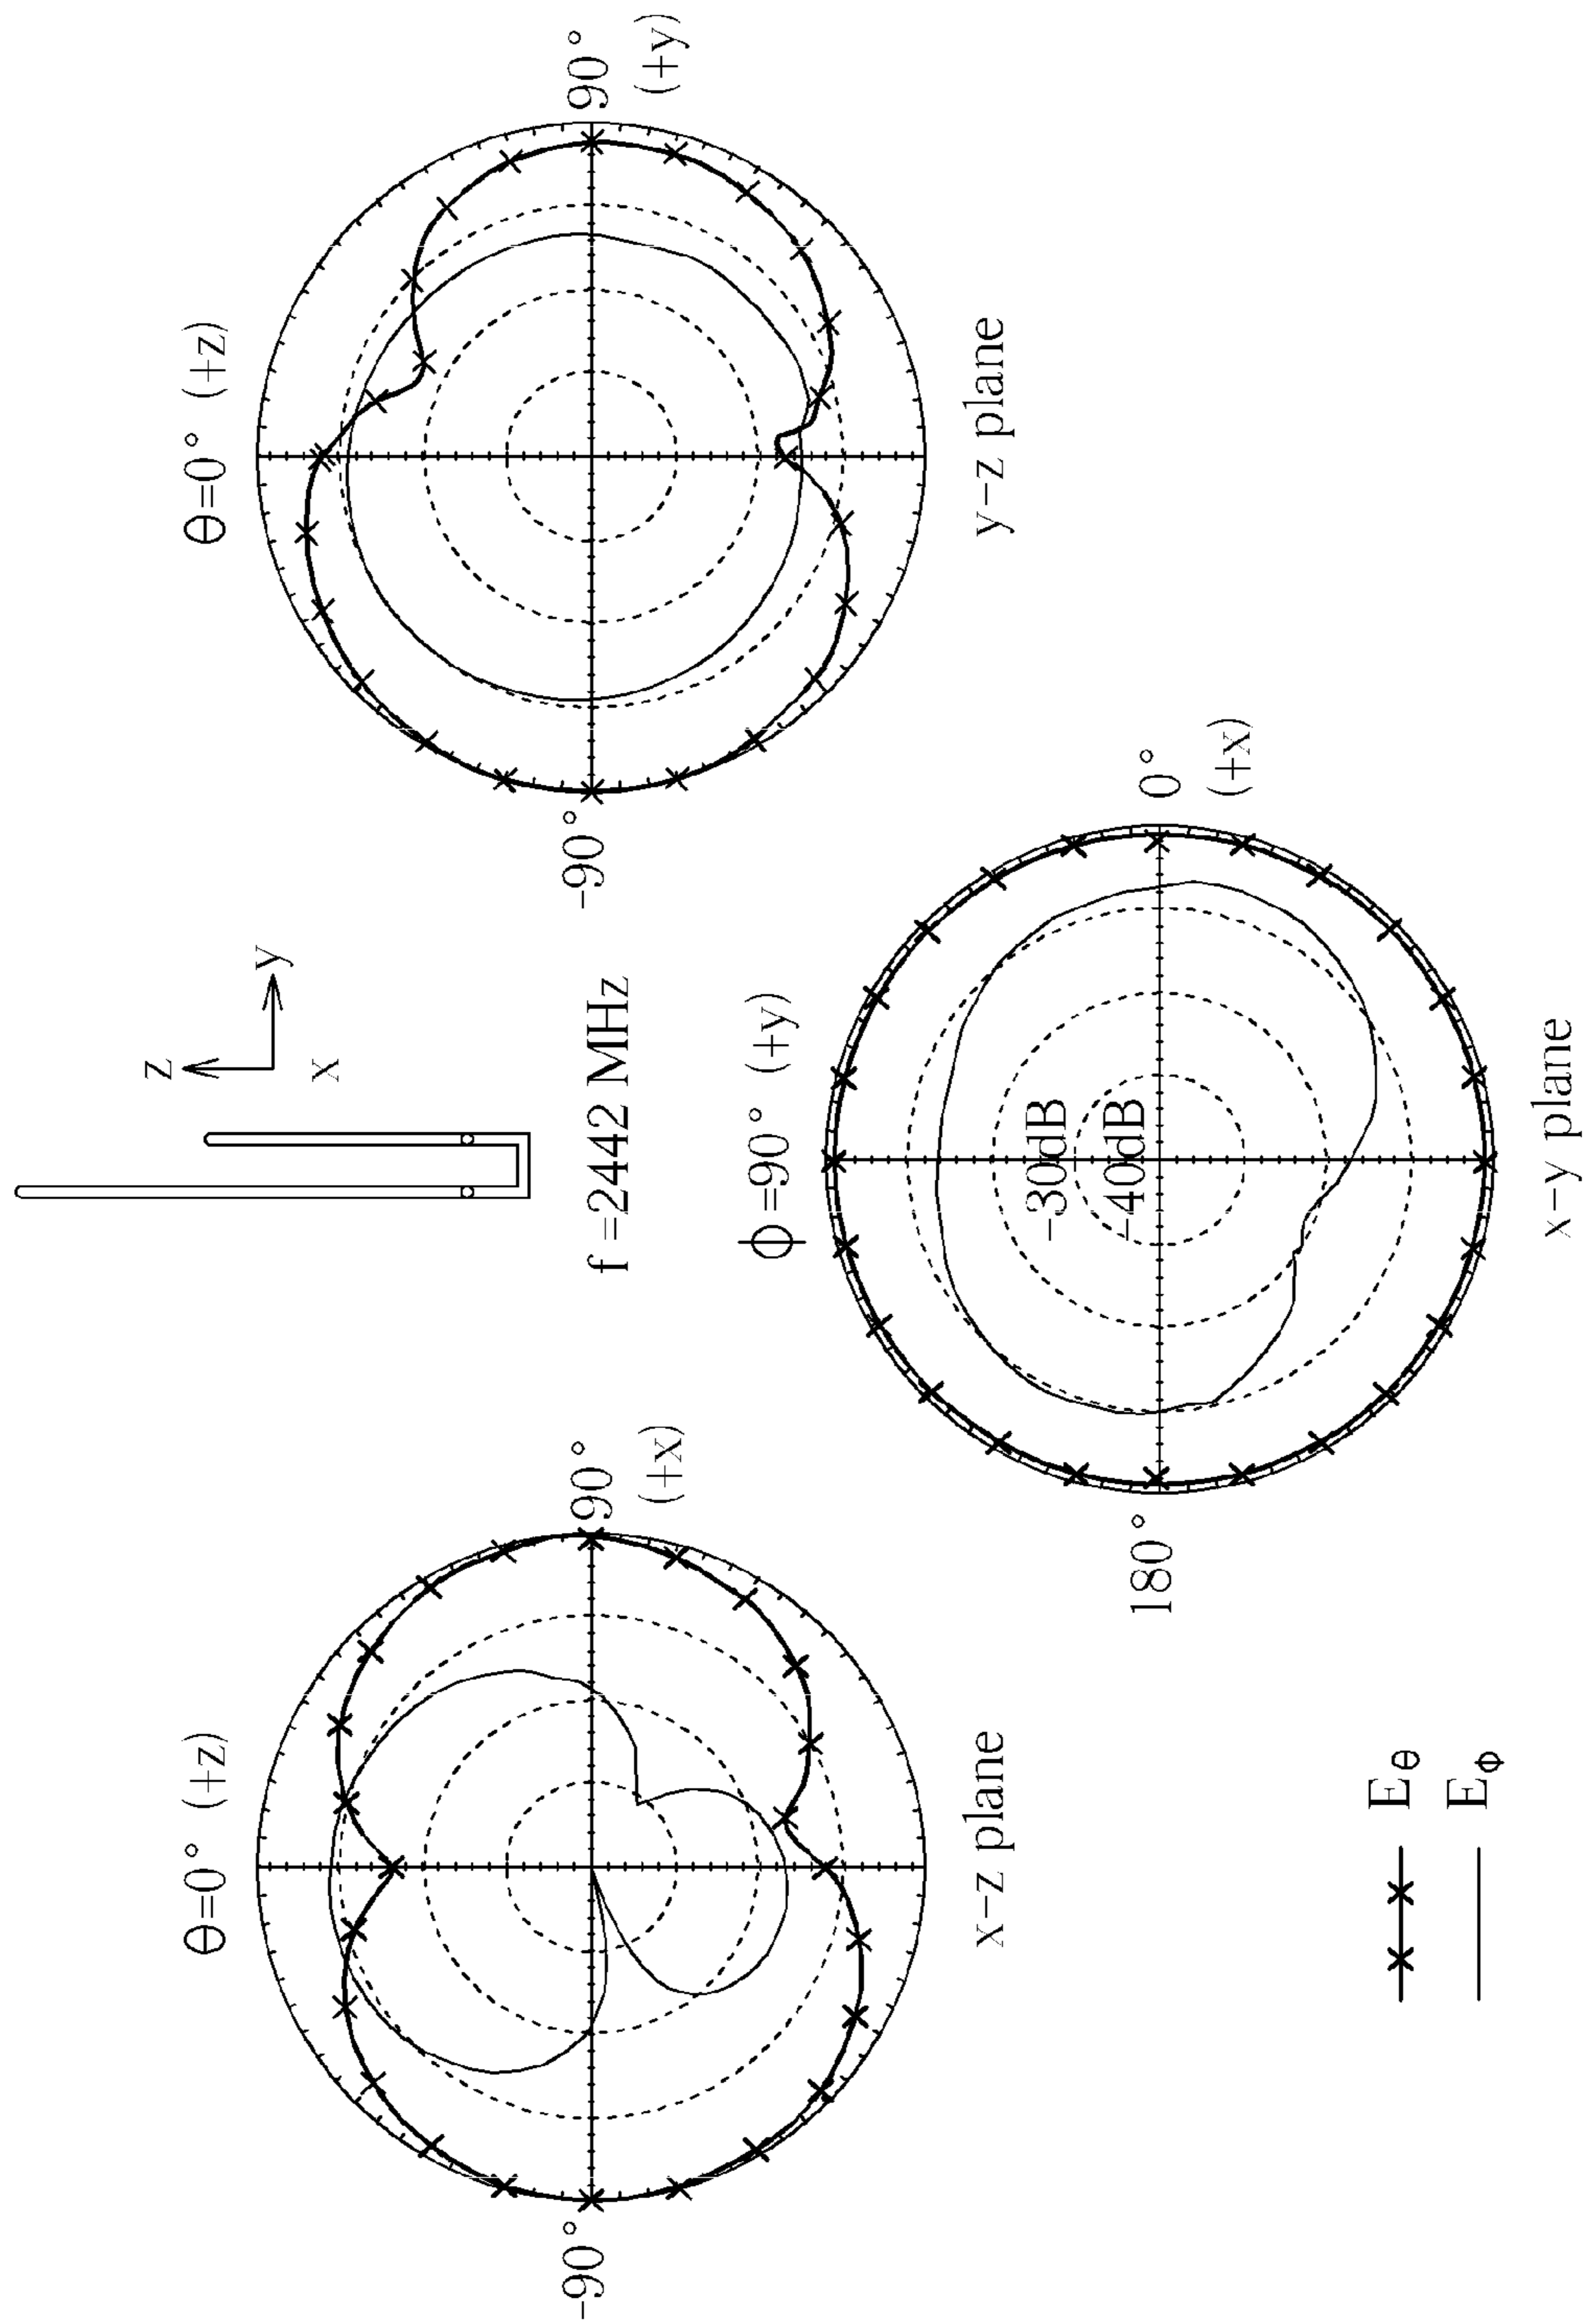 z
y
x
f =2442 MHz
θ=0° (+z)
-90°
90°
(+x)
x-z plane
θ=0° (+z)
-90°
90°
(+y)
y-z plane
ϕ=90° (+y)
-30dB
-40dB
180°
0°
(+x)
x-y plane
Eθ
Eϕ